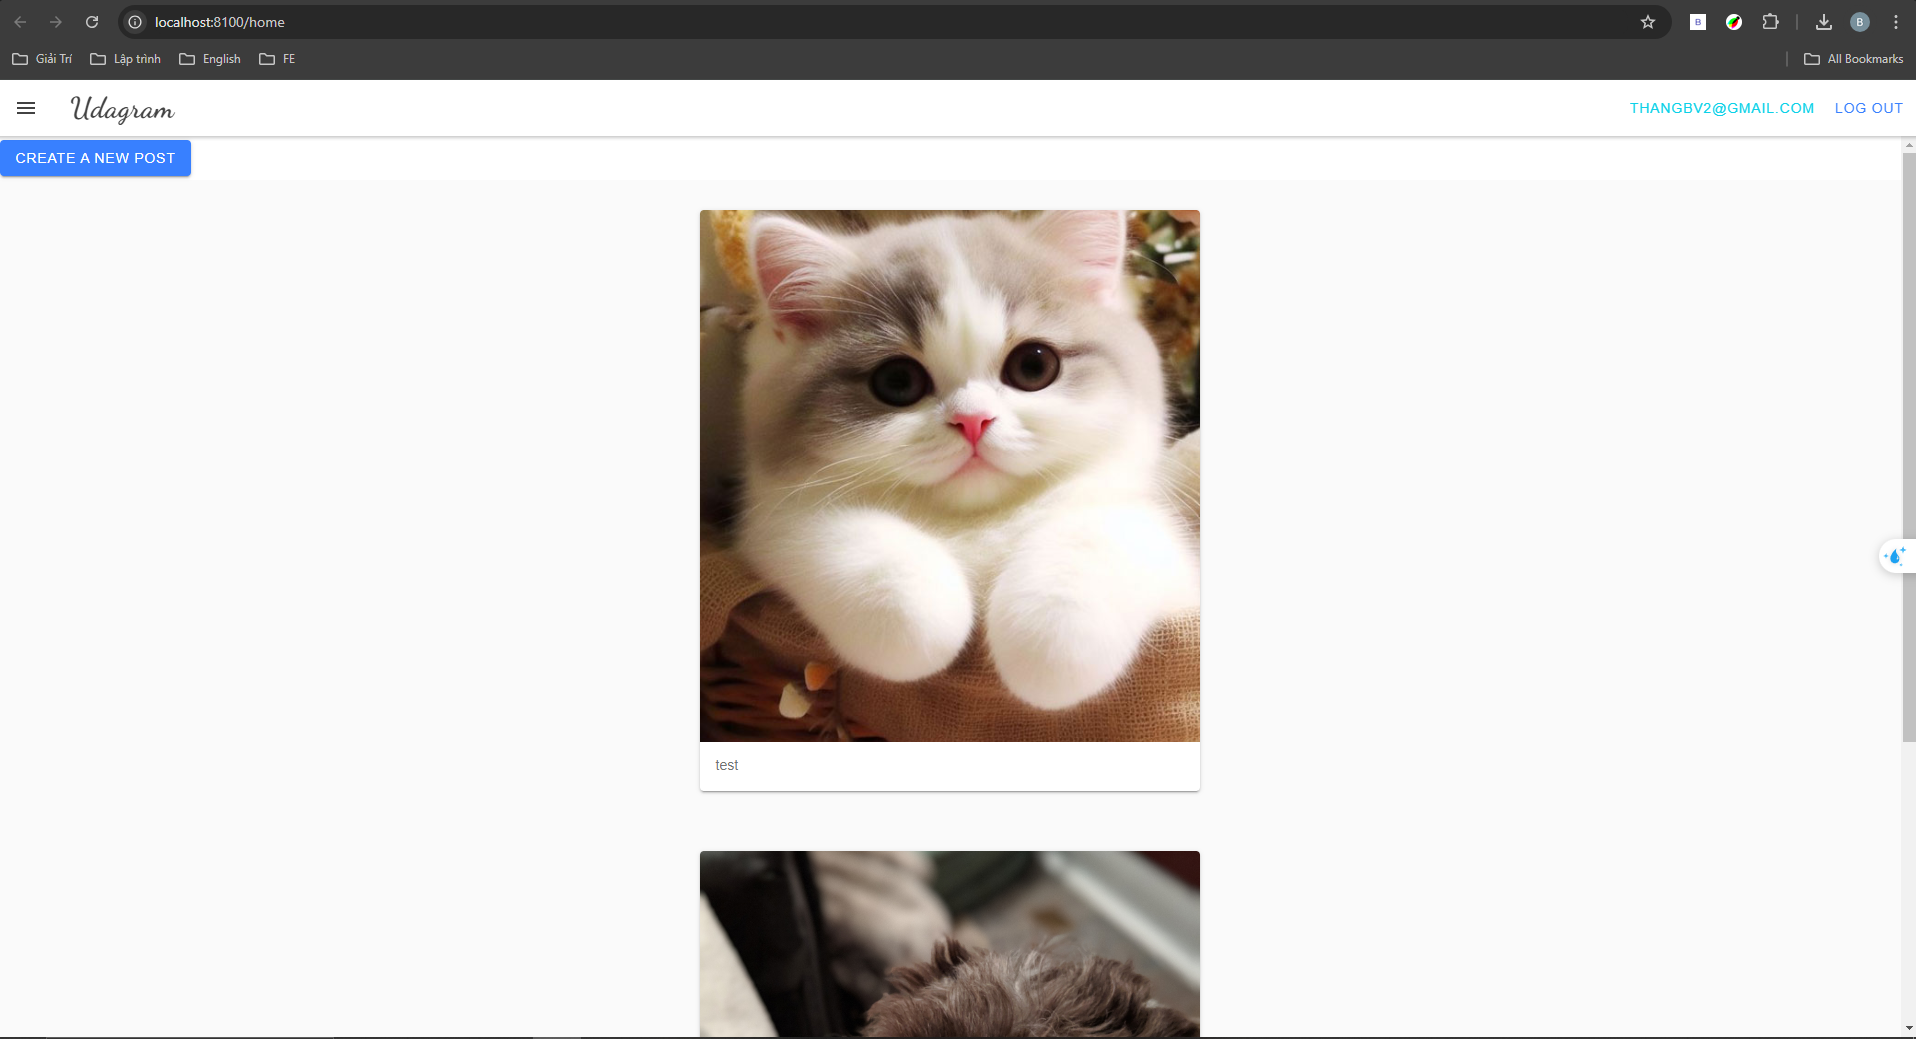 localhost:8100/home
B
B
Giải Trí
Lập trình
English
FE
All Bookmarks
Udagram
THANGBV2@GMAIL.COM
LOG OUT
CREATE A NEW POST
test